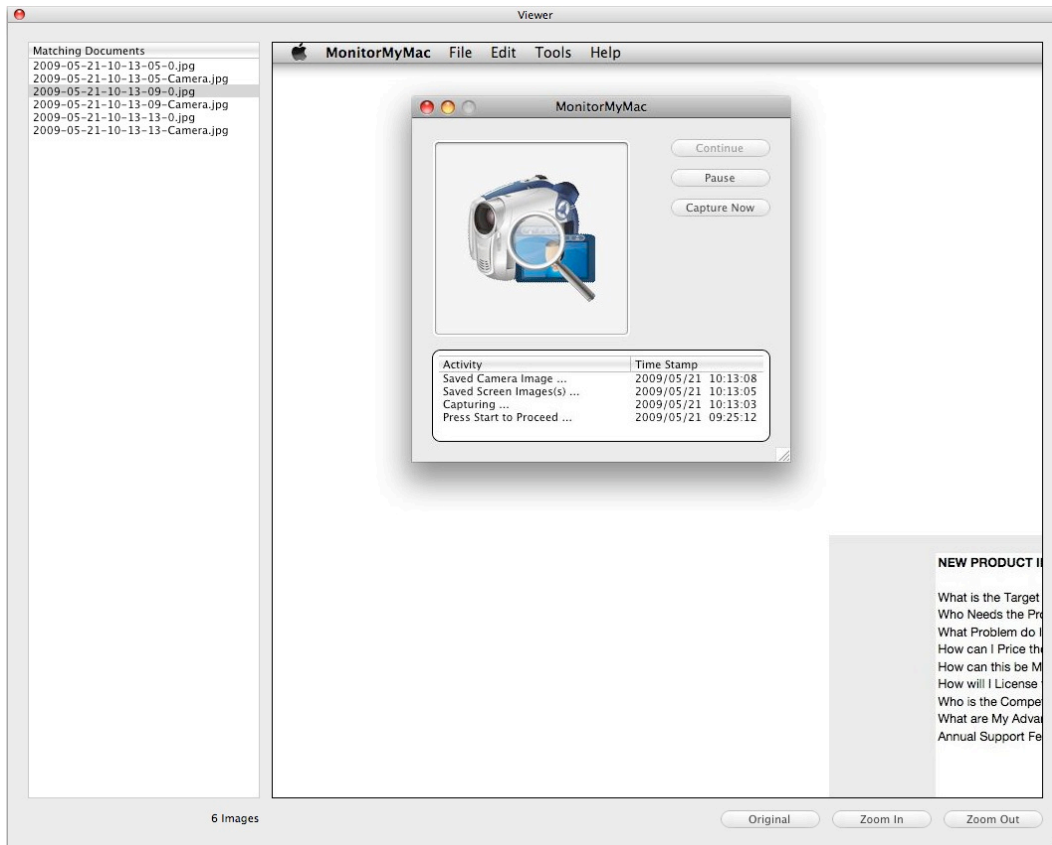 Viewer
Matching Documents
2009-05-21-10-13-05-0.jpg
2009-05-21-10-13-05-Camera.jpg
2009-05-21-10-13-09-0.jpg
2009-05-21-10-13-09-Camera.jpg
2009-05-21-10-13-13-0.jpg
2009-05-21-10-13-13-Camera.jpg
6 Images
MonitorMyMac File Edit Tools Help
MonitorMyMac
Continue
Pause
Capture Now
Activity Time Stamp
Saved Camera Image ... 2009/05/21 10:13:08
Saved Screen Images(s) ... 2009/05/21 10:13:05
Capturing ... 2009/05/21 10:13:03
Press Start to Proceed ... 2009/05/21 09:25:12
NEW PRODUCT
What is the Target
Who Needs the
What Problem do I
How can I Price
How can this be M
How will I License
Who is the
What are My
Annual Support
Original Zoom In Zoom Out